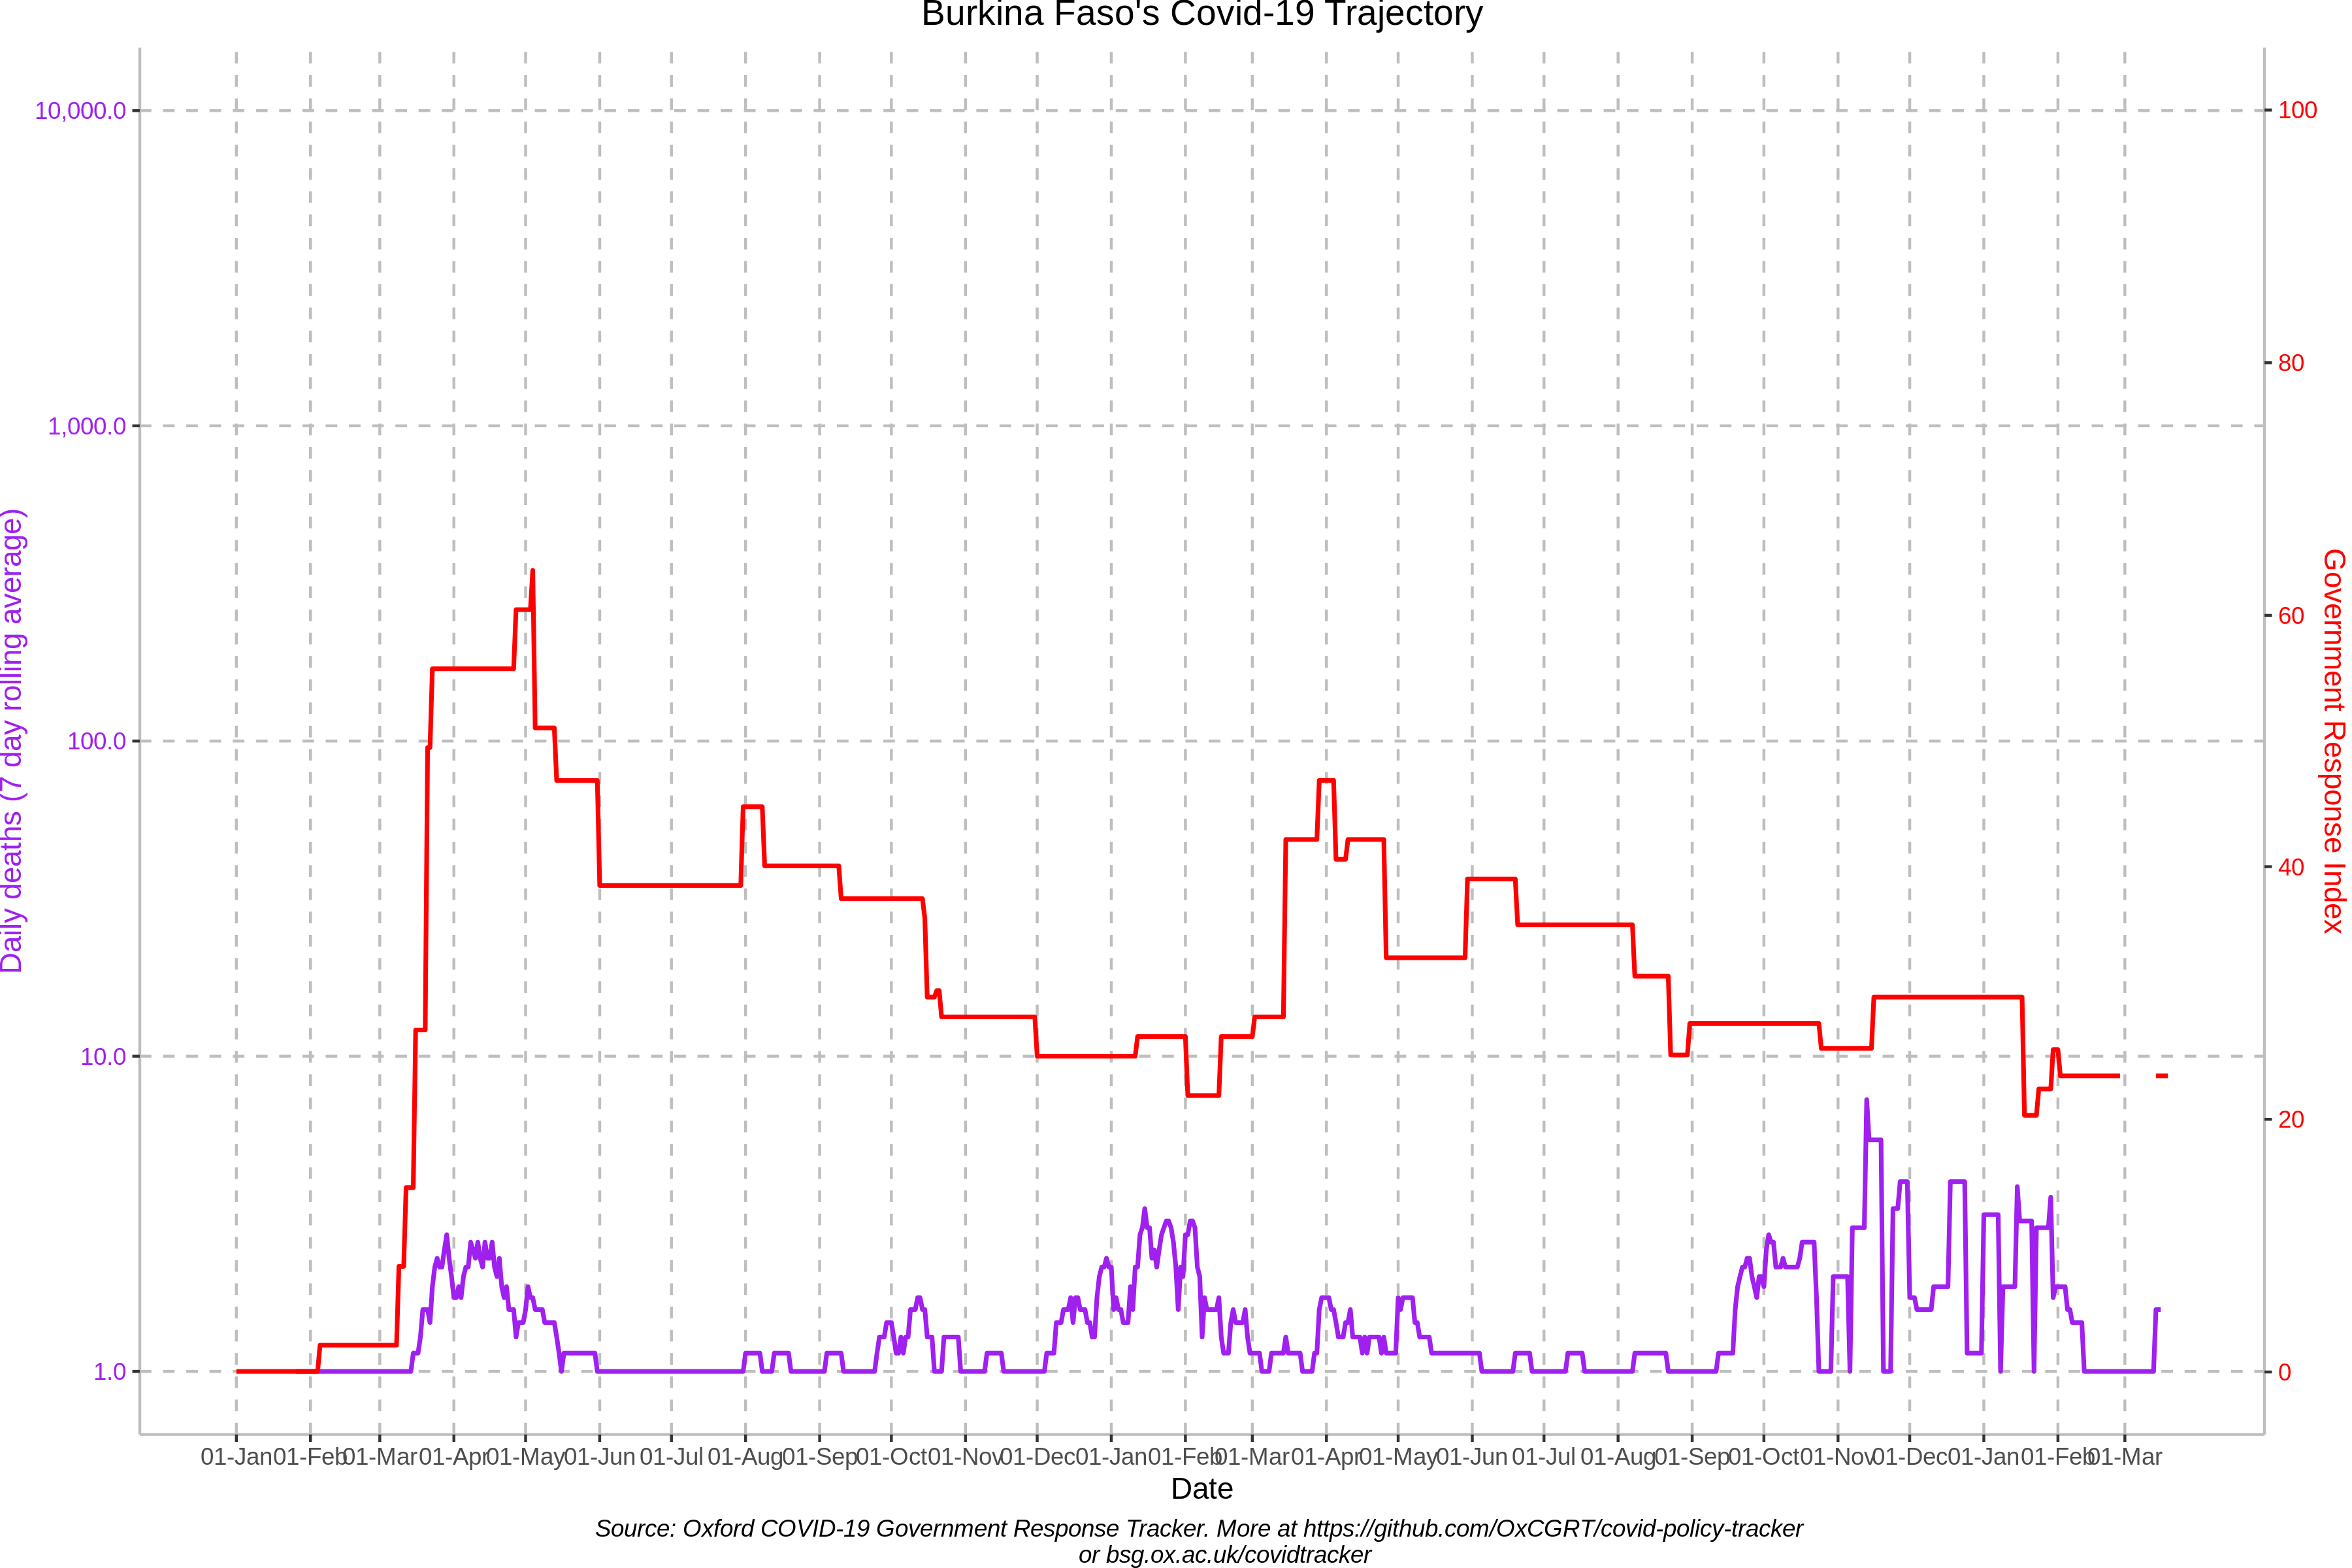 Burkina Faso's Covid-19 Trajectory
Daily deaths (7 day rolling average)
10,000.0
1,000.0
100.0
10.0
1.0
100
80
60
40
20
0
Government Response Index
01-Jan 01-Feb 01-Mar 01-Apr 01-May 01-Jun 01-Jul 01-Aug 01-Sep 01-Oct 01-Nov 01-Dec 01-Jan 01-Feb 01-Mar 01-Apr 01-May 01-Jun 01-Jul 01-Aug 01-Sep 01-Oct 01-Nov 01-Dec 01-Jan 01-Feb 01-Mar
Date
Source: Oxford COVID-19 Government Response Tracker. More at https://github.com/OxCGRT/covid-policy-tracker
or bsg.ox.ac.uk/covidtracker